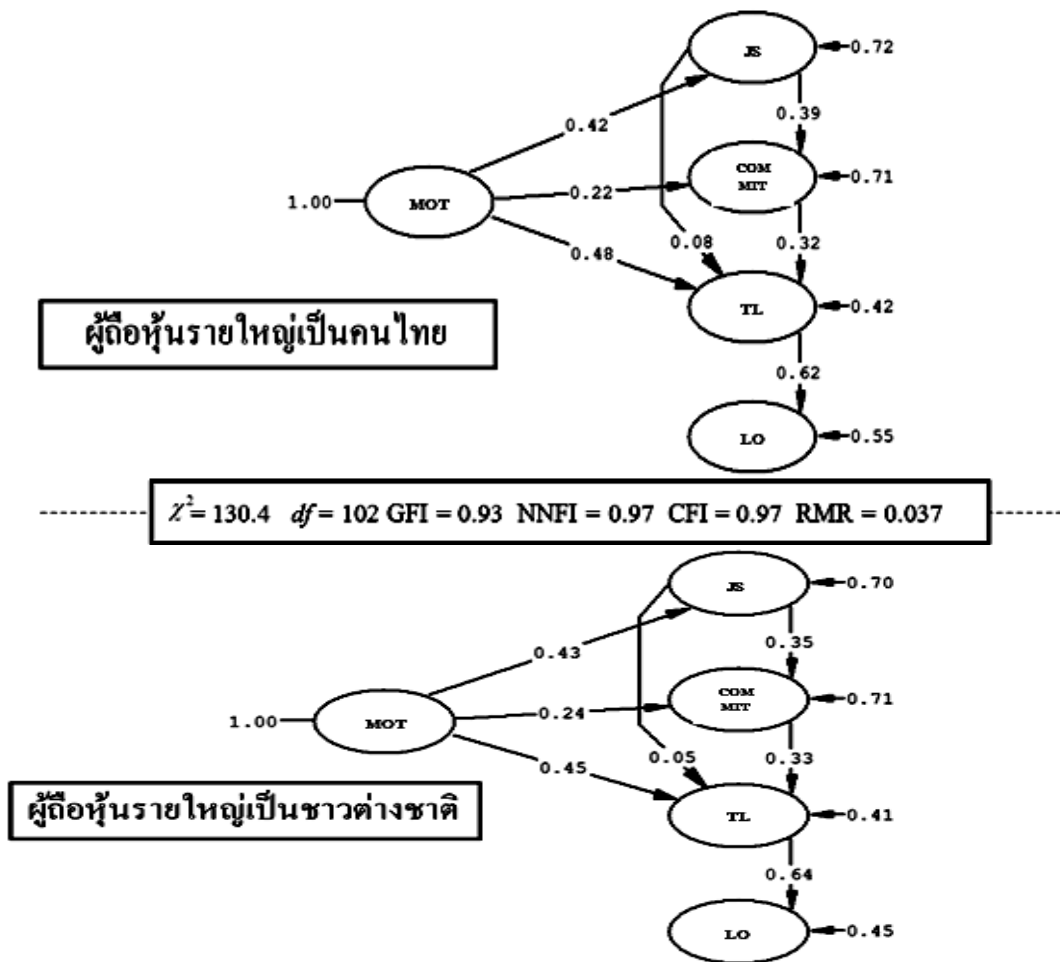 JS
0.72
0.39
0.42
COM
MIT
0.71
1.00
MOT
0.22
0.48
0.08
0.32
TL
0.42
ผู้ถือหุ้นรายใหญ่เป็นคนไทย
0.62
LO
0.55
χ²= 130.4 df = 102 GFI = 0.93 NNFI = 0.97 CFI = 0.97 RMR = 0.037
JS
0.70
0.43
0.35
COM
MIT
0.71
1.00
MOT
0.24
0.45
0.05
0.33
ผู้ถือหุ้นรายใหญ่เป็นชาวต่างชาติ
TL
0.41
0.64
LO
0.45